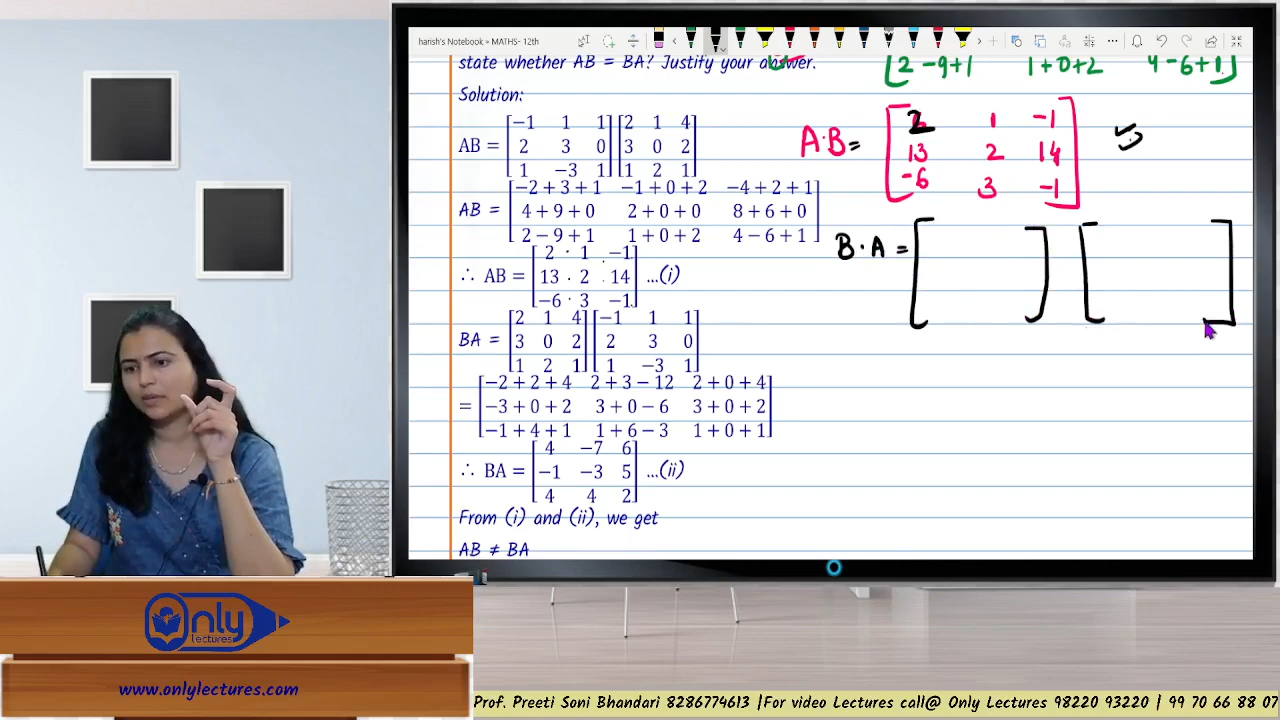 harish's Notebook » MATHS- 12th
state whether AB = BA? Justify your answer.
Solution:
AB = [−1 1 1] [2 1 4]
[2 3 0] [3 0 2]
[1 −3 1] [1 2 1]
AB = [−2 + 3 + 1 −1 + 0 + 2 −4 + 2 + 1]
[4 + 9 + 0 2 + 0 + 0 8 + 6 + 0]
[2 − 9 + 1 1 + 0 + 2 4 − 6 + 1]
∴ AB = [2 1 −1]
[13 2 14] ...(i)
[−6 3 −1]
BA = [2 1 4] [−1 1 1]
[3 0 2] [2 3 0]
[1 2 1] [1 −3 1]
= [−2 + 2 + 4 2 + 3 − 12 2 + 0 + 4]
[−3 + 0 + 2 3 + 0 − 6 3 + 0 + 2]
[−1 + 4 + 1 1 + 6 − 3 1 + 0 + 1]
∴ BA = [4 −7 6]
[−1 −3 5] ...(ii)
[4 4 2]
From (i) and (ii), we get
AB ≠ BA
2 −9+1 1+0+2 4 −6+1
A·B = [2 1 −1]
[13 2 14]
[−6 3 −1]
B·A = [ ] [ ]
Only
lectures
www.onlylectures.com
Prof. Preeti Soni Bhandari 8286774613 |For video Lectures call@ Only Lectures 98220 93220 | 99 70 66 88 07